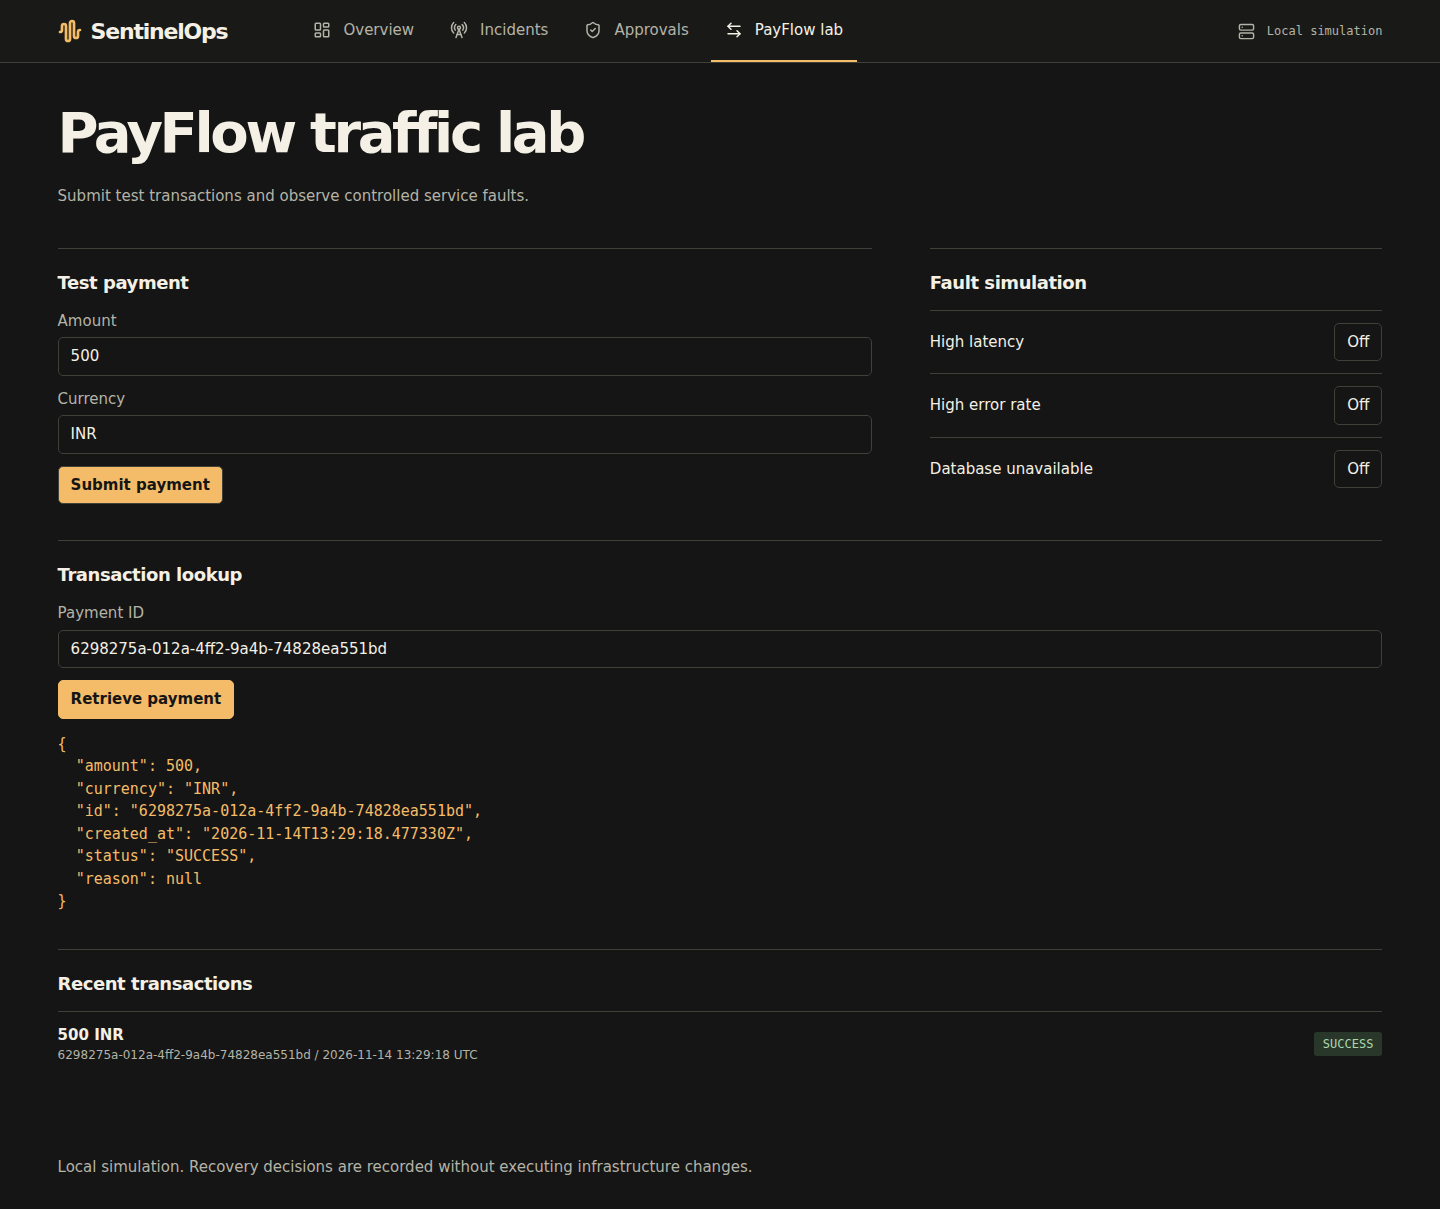 SentinelOps
Overview
Incidents
Approvals
PayFlow lab
Local simulation
PayFlow traffic lab
Submit test transactions and observe controlled service faults.
Test payment
Amount
500
Currency
INR
Submit payment
Fault simulation
High latency
Off
High error rate
Off
Database unavailable
Off
Transaction lookup
Payment ID
6298275a-012a-4ff2-9a4b-74828ea551bd
Retrieve payment
{
  "amount": 500,
  "currency": "INR",
  "id": "6298275a-012a-4ff2-9a4b-74828ea551bd",
  "created_at": "2026-11-14T13:29:18.477330Z",
  "status": "SUCCESS",
  "reason": null
}
Recent transactions
500 INR
6298275a-012a-4ff2-9a4b-74828ea551bd / 2026-11-14 13:29:18 UTC
SUCCESS
Local simulation. Recovery decisions are recorded without executing infrastructure changes.